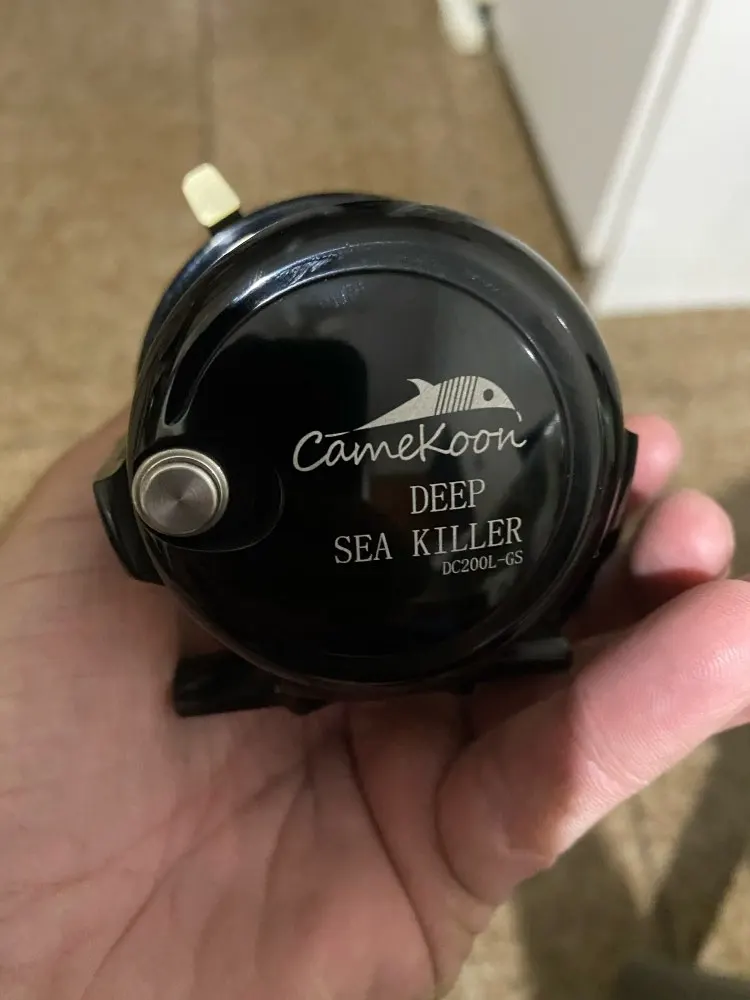 CameKoon
DEEP
SEA KILLER
DC200L-GS